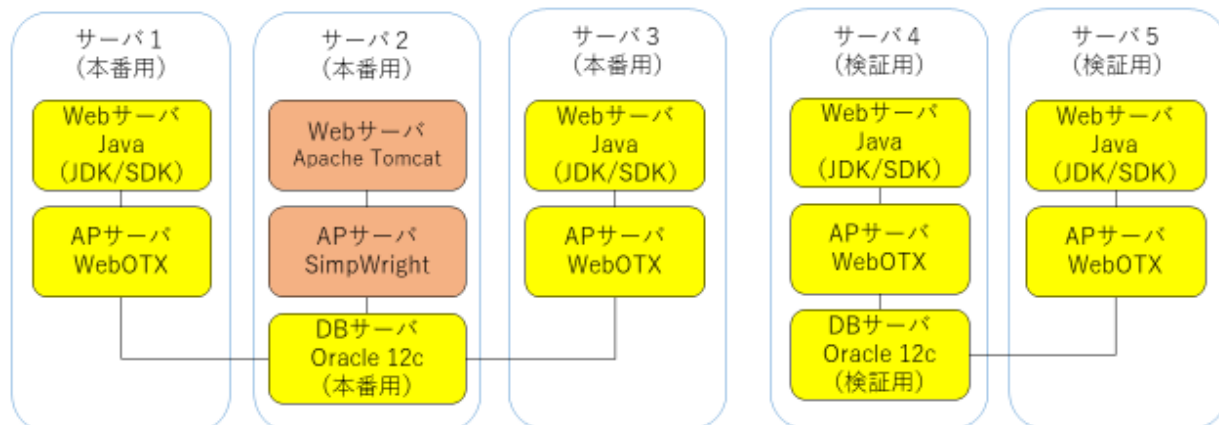 サーバ１
（本番用）
Webサーバ
Java
（JDK/SDK）
APサーバ
WebOTX
サーバ２
（本番用）
Webサーバ
Apache Tomcat
APサーバ
SimpWright
DBサーバ
Oracle 12c
（本番用）
サーバ３
（本番用）
Webサーバ
Java
（JDK/SDK）
APサーバ
WebOTX
サーバ４
（検証用）
Webサーバ
Java
（JDK/SDK）
APサーバ
WebOTX
DBサーバ
Oracle 12c
（検証用）
サーバ５
（検証用）
Webサーバ
Java
（JDK/SDK）
APサーバ
WebOTX